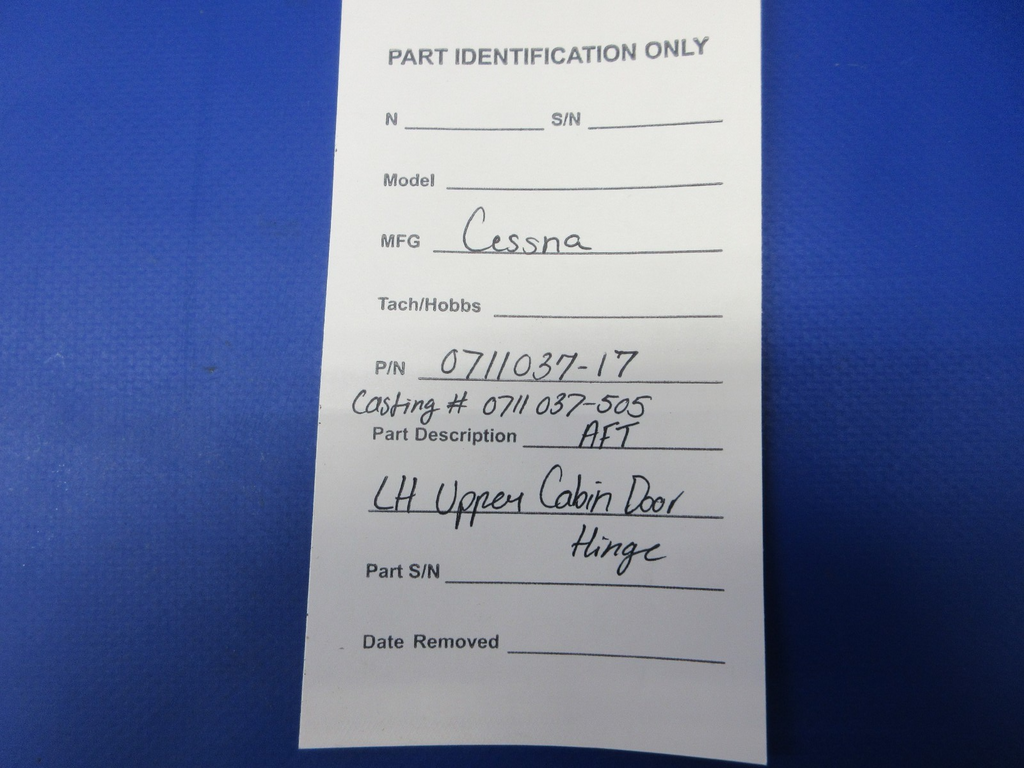 PART IDENTIFICATION ONLY
N S/N
Model
MFG Cessna
Tach/Hobbs
P/N 0711037-17
Casting # 0711037-505
Part Description AFT
LH Upper Cabin Door
Hinge
Part S/N
Date Removed